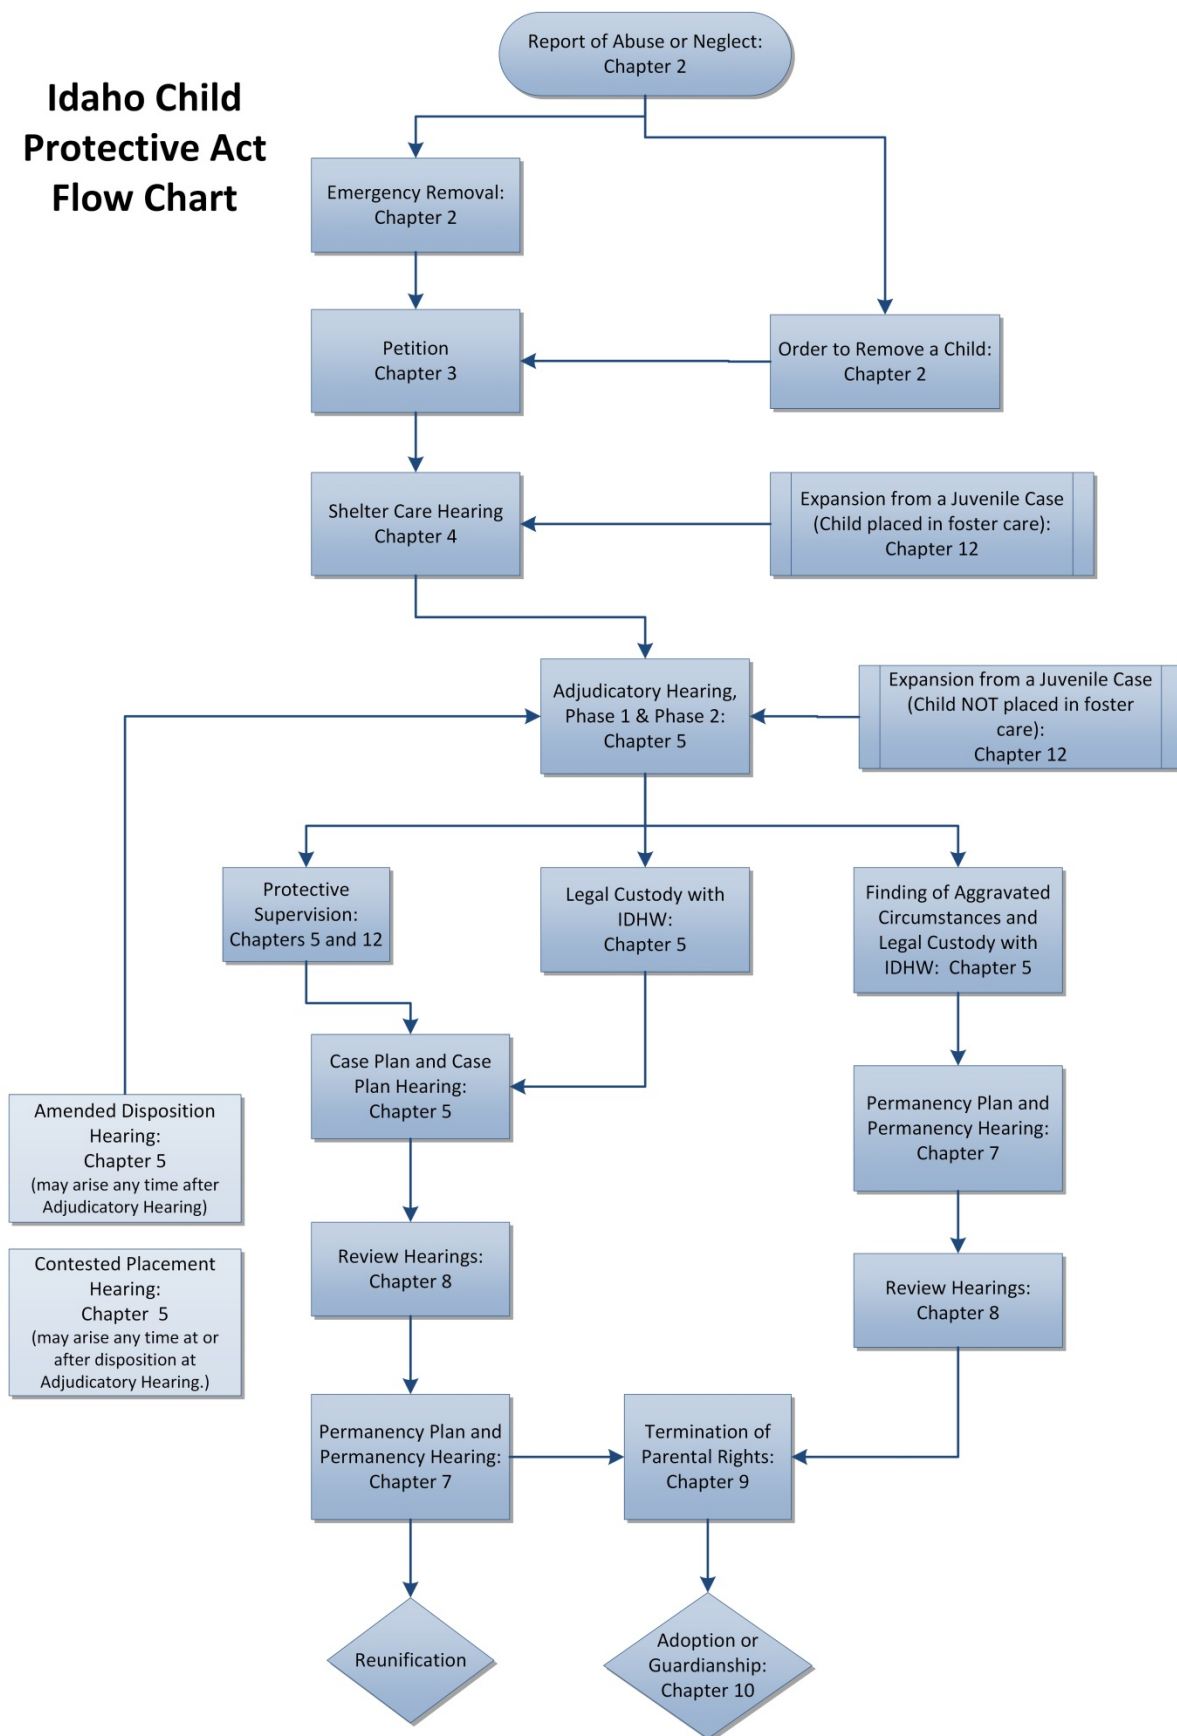 Idaho Child
Protective Act
Flow Chart
Report of Abuse or Neglect:
Chapter 2
Emergency Removal:
Chapter 2
Petition
Chapter 3
Order to Remove a Child:
Chapter 2
Shelter Care Hearing
Chapter 4
Expansion from a Juvenile Case
(Child placed in foster care):
Chapter 12
Adjudicatory Hearing,
Phase 1 & Phase 2:
Chapter 5
Expansion from a Juvenile Case
(Child NOT placed in foster
care):
Chapter 12
Protective
Supervision:
Chapters 5 and 12
Legal Custody with
IDHW:
Chapter 5
Finding of Aggravated
Circumstances and
Legal Custody with
IDHW: Chapter 5
Case Plan and Case
Plan Hearing:
Chapter 5
Permanency Plan and
Permanency Hearing:
Chapter 7
Amended Disposition
Hearing:
Chapter 5
(may arise any time after
Adjudicatory Hearing)
Contested Placement
Hearing:
Chapter 5
(may arise any time at or
after disposition at
Adjudicatory Hearing.)
Review Hearings:
Chapter 8
Review Hearings:
Chapter 8
Permanency Plan and
Permanency Hearing:
Chapter 7
Termination of
Parental Rights:
Chapter 9
Reunification
Adoption or
Guardianship:
Chapter 10